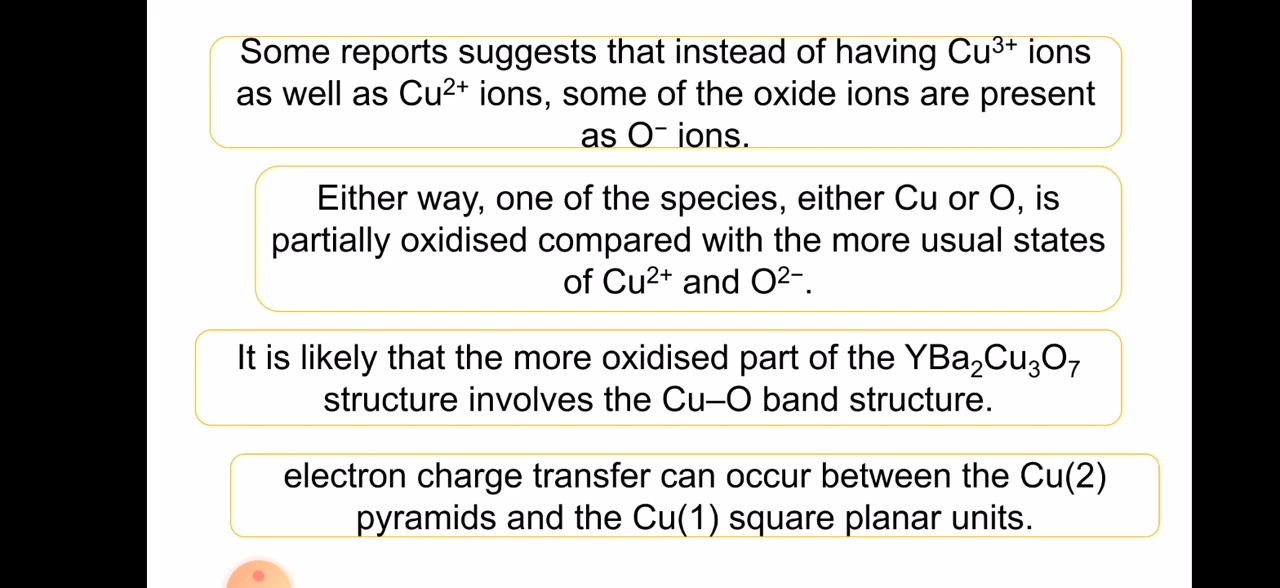 Some reports suggests that instead of having Cu³⁺ ions
as well as Cu²⁺ ions, some of the oxide ions are present
as O⁻ ions.
Either way, one of the species, either Cu or O, is
partially oxidised compared with the more usual states
of Cu²⁺ and O²⁻.
It is likely that the more oxidised part of the YBa₂Cu₃O₇
structure involves the Cu–O band structure.
electron charge transfer can occur between the Cu(2)
pyramids and the Cu(1) square planar units.